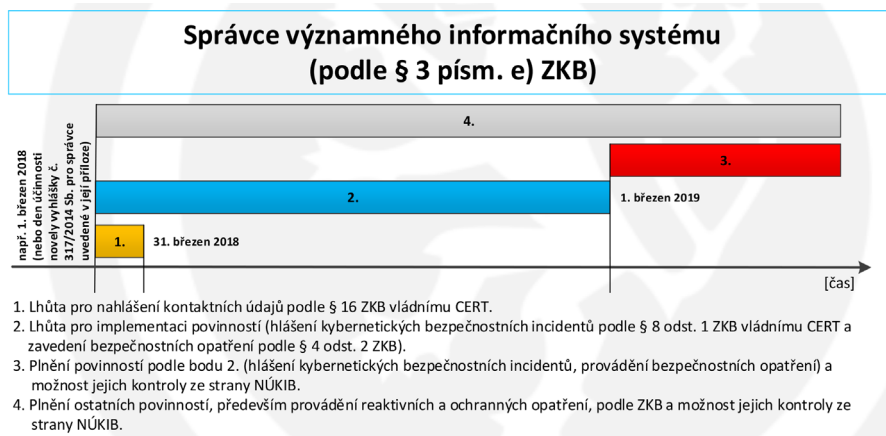 Správce významného informačního systému
(podle § 3 písm. e) ZKB)
4.
3.
2.
1. březen 2019
1.
31. březen 2018
např. 1. březen 2018
(nebo den účinnosti
novely vyhlášky č.
317/2014 Sb. pro správce
uvedené v její příloze)
[čas]
1. Lhůta pro nahlášení kontaktních údajů podle § 16 ZKB vládnímu CERT.
2. Lhůta pro implementaci povinností (hlášení kybernetických bezpečnostních incidentů podle § 8 odst. 1 ZKB vládnímu CERT a
zavedení bezpečnostních opatření podle § 4 odst. 2 ZKB).
3. Plnění povinností podle bodu 2. (hlášení kybernetických bezpečnostních incidentů, provádění bezpečnostních opatření) a
možnost jejich kontroly ze strany NÚKIB.
4. Plnění ostatních povinností, především provádění reaktivních a ochranných opatření, podle ZKB a možnost jejich kontroly ze
strany NÚKIB.